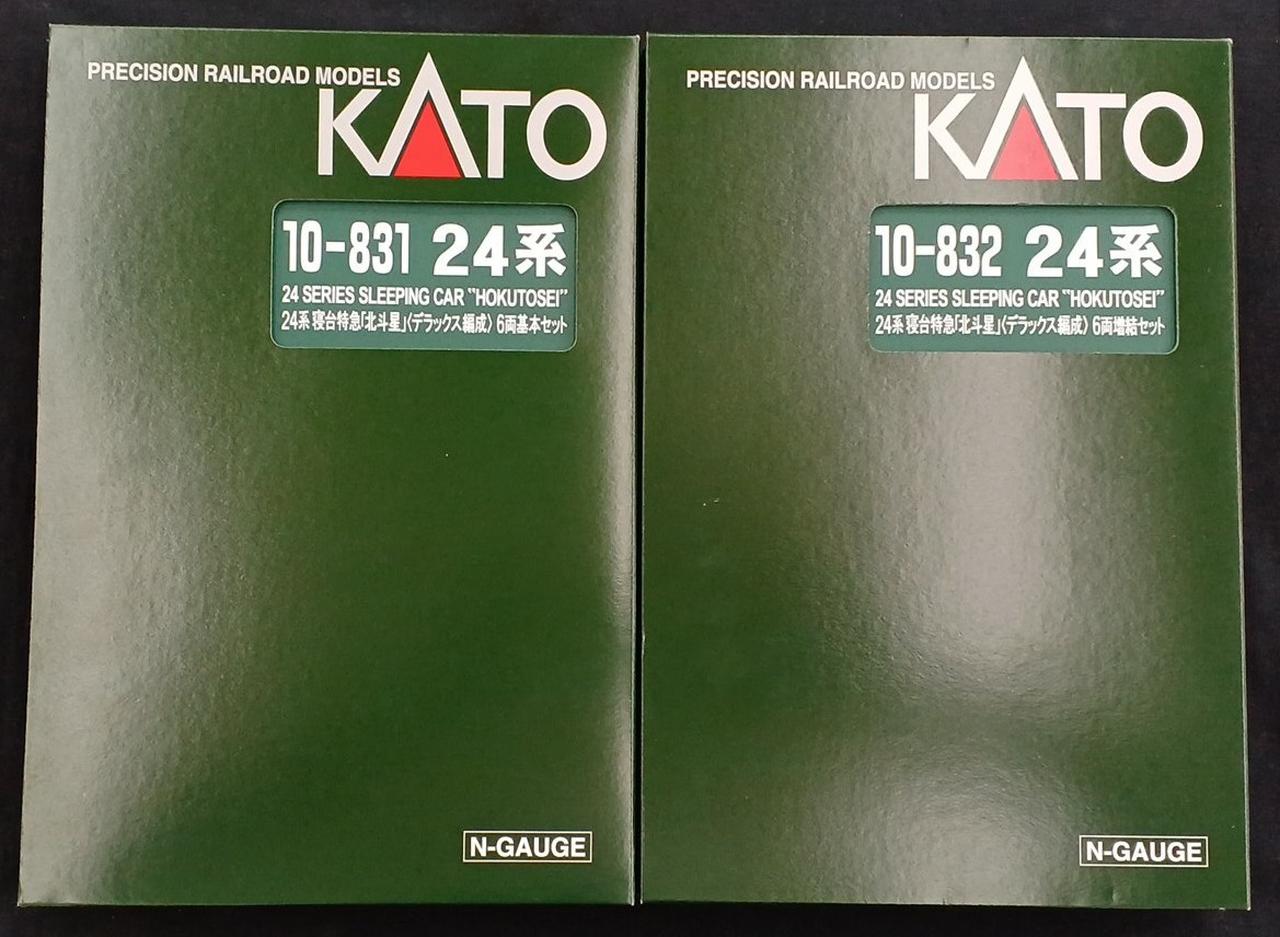 PRECISION RAILROAD MODELS
KATO
10-831 24系
24 SERIES SLEEPING CAR "HOKUTOSEI"
24系 寝台特急「北斗星」〈デラックス編成〉 6両基本セット
N-GAUGE
PRECISION RAILROAD MODELS
KATO
10-832 24系
24 SERIES SLEEPING CAR "HOKUTOSEI"
24系 寝台特急「北斗星」〈デラックス編成〉 6両増結セット
N-GAUGE